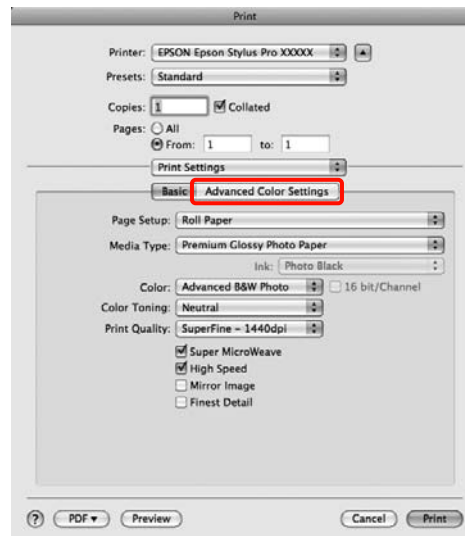 Print
Printer: EPSON Epson Stylus Pro XXXXX
Presets: Standard
Copies: 1 Collated
Pages: All
From: 1 to: 1
Print Settings
Basic Advanced Color Settings
Page Setup: Roll Paper
Media Type: Premium Glossy Photo Paper
Ink: Photo Black
Color: Advanced B&W Photo 16 bit/Channel
Color Toning: Neutral
Print Quality: SuperFine - 1440dpi
Super MicroWeave
High Speed
Mirror Image
Finest Detail
? PDF Preview Cancel Print